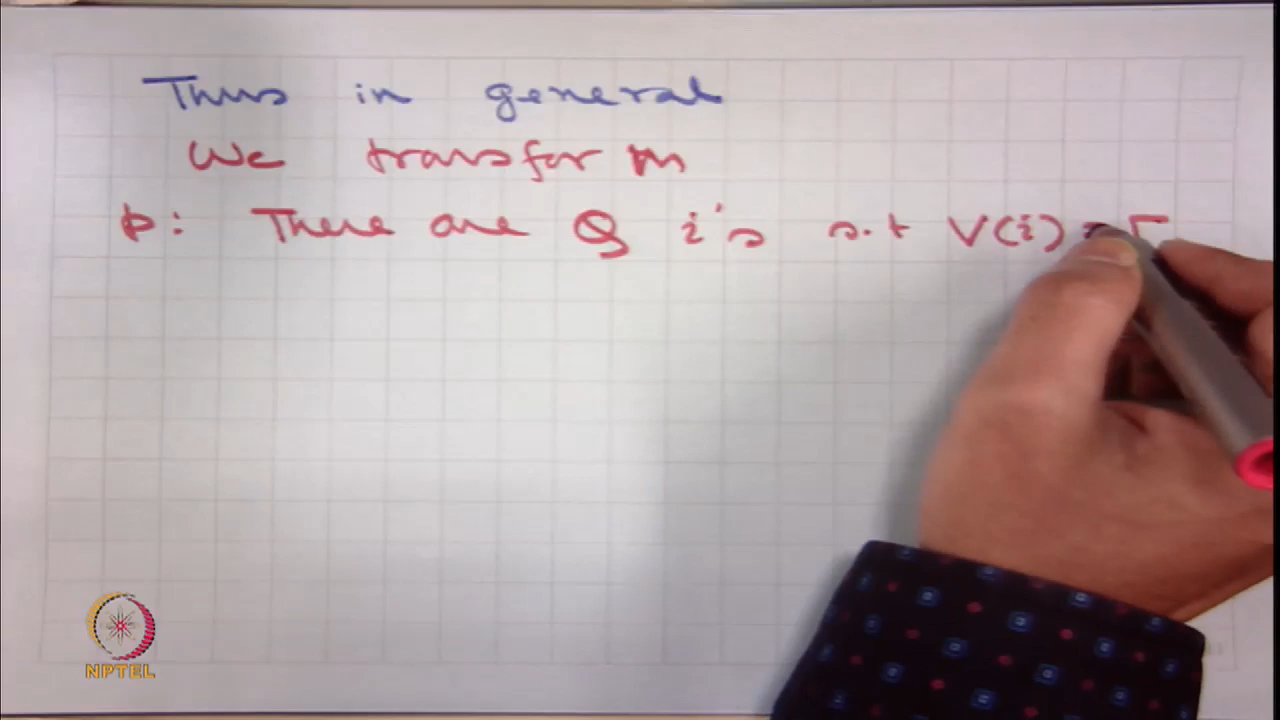 Thus in general
We transform
p: There are Q i's s.t V(i) =
NPTEL